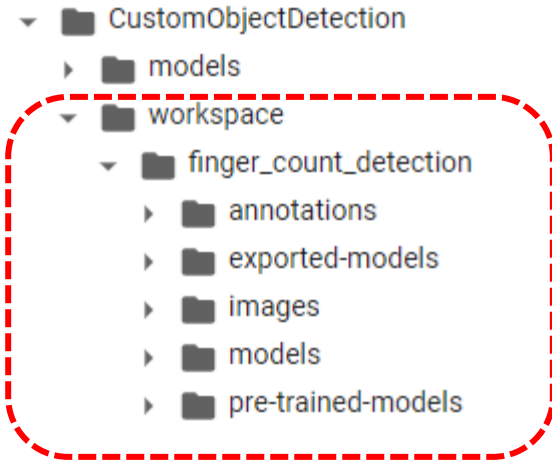 CustomObjectDetection
models
workspace
finger_count_detection
annotations
exported-models
images
models
pre-trained-models